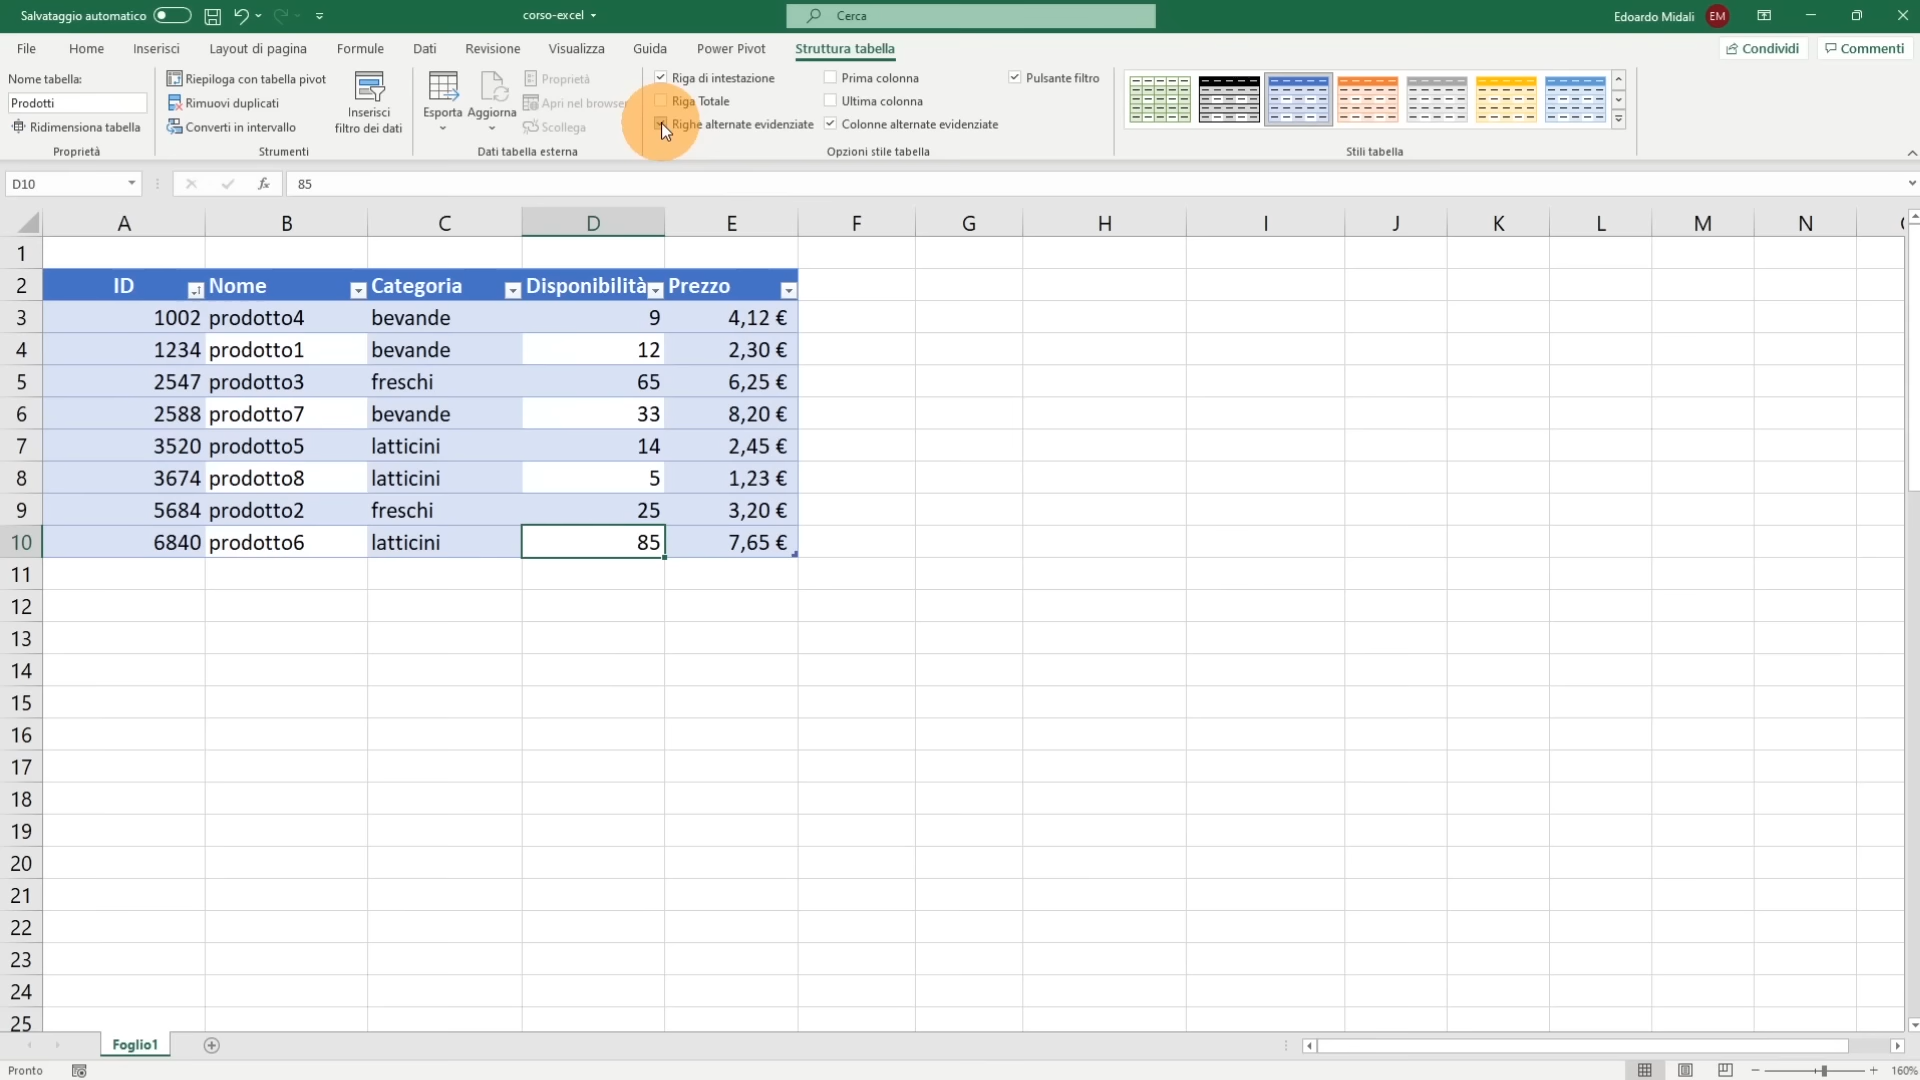 Salvataggio automatico
corso-excel
Cerca
Edoardo Midali EM
File Home Inserisci Layout di pagina Formule Dati Revisione Visualizza Guida Power Pivot Struttura tabella Condividi Commenti
Nome tabella:
Prodotti
Ridimensiona tabella
Proprietà
Riepiloga con tabella pivot
Rimuovi duplicati
Converti in intervallo
Inserisci
filtro dei dati
Strumenti
Esporta
Aggiorna
Proprietà
Apri nel browser
Scollega
Dati tabella esterna
Riga di intestazione
Riga Totale
Righe alternate evidenziate
Prima colonna
Ultima colonna
Colonne alternate evidenziate
Pulsante filtro
Opzioni stile tabella
Stili tabella
D10 fx 85
A B C D E F G H I J K L M N
1
2 ID Nome Categoria Disponibilità Prezzo
3 1002 prodotto4 bevande 9 4,12 €
4 1234 prodotto1 bevande 12 2,30 €
5 2547 prodotto3 freschi 65 6,25 €
6 2588 prodotto7 bevande 33 8,20 €
7 3520 prodotto5 latticini 14 2,45 €
8 3674 prodotto8 latticini 5 1,23 €
9 5684 prodotto2 freschi 25 3,20 €
10 6840 prodotto6 latticini 85 7,65 €
11
12
13
14
15
16
17
18
19
20
21
22
23
24
25
Foglio1
Pronto
160%